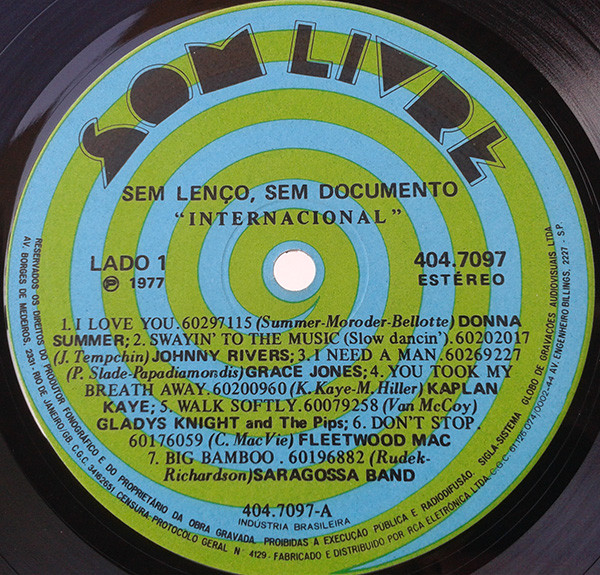 SOM LIVRE
SEM LENÇO, SEM DOCUMENTO
“INTERNACIONAL”
LADO 1
Ⓟ 1977
404.7097
ESTÉREO
1. I LOVE YOU.60297115 (Summer-Moroder-Bellotte) DONNA
SUMMER; 2. SWAYIN' TO THE MUSIC (Slow dancin'). 60202017
(J. Tempchin) JOHNNY RIVERS; 3. I NEED A MAN.60269227
(P. Slade-Papadiamondis) GRACE JONES; 4. YOU TOOK MY
BREATH AWAY. 60200960 (K. Kaye-M. Hiller) KAPLAN
KAYE; 5. WALK SOFTLY. 60079258 (Van McCoy)
GLADYS KNIGHT and The Pips; 6. DON'T STOP.
60176059 (C. MacVie) FLEETWOOD MAC
7. BIG BAMBOO . 60196882 (Rudek-
Richardson) SARAGOSSA BAND
404.7097-A
INDÚSTRIA BRASILEIRA
RESERVADOS OS DIREITOS DO PRODUTOR FONOGRÁFICO E DO PROPRIETÁRIO DA OBRA GRAVADA. PROIBIDAS A EXECUÇÃO PÚBLICA E RADIODIFUSÃO. SIGLA-SISTEMA GLOBO DE GRAVAÇÕES AUDIOVISUAIS LTDA
AV. BORGES DE MEDEIROS, 2531-RIO DE JANEIRO/GB C.G.C. 34162651 CENSURA-PROTOCOLO GERAL N° 4129 - FABRICADO E DISTRIBUIDO POR RCA ELETRÔNICA LTDA. C.G.C. 61.125.074/0002-44 AV. ENGENHEIRO BILLINGS, 2227 - S.P.